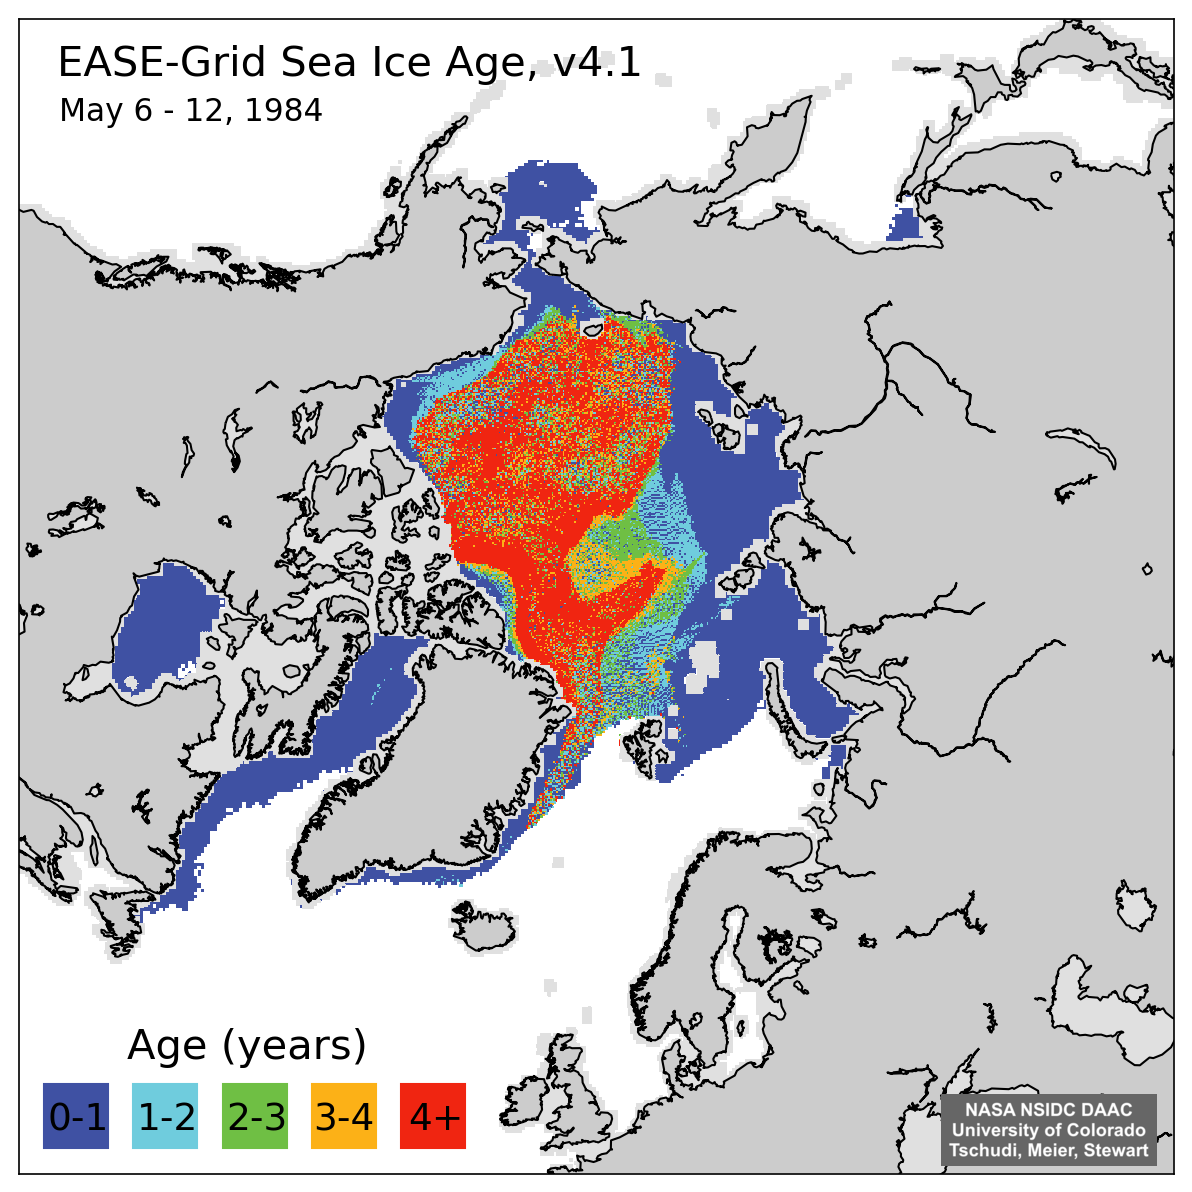 EASE-Grid Sea Ice Age, v4.1
May 6 - 12, 1984
Age (years)
0-1 1-2 2-3 3-4 4+
NASA NSIDC DAAC
University of Colorado
Tschudi, Meier, Stewart